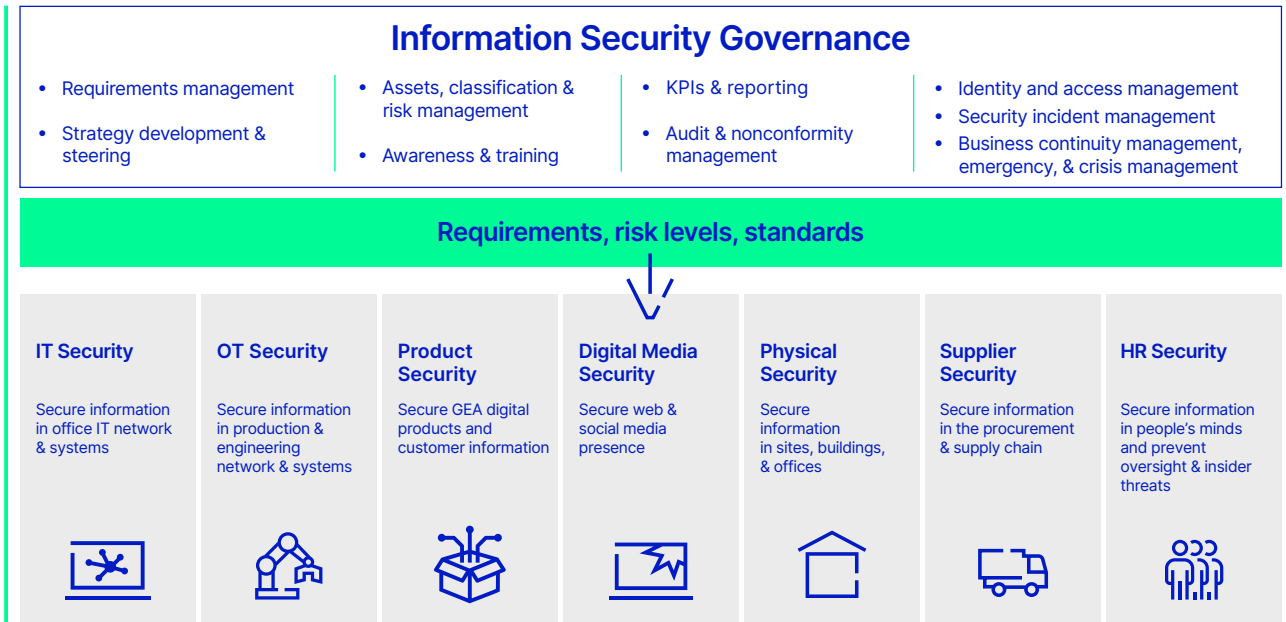 Information Security Governance
• Requirements management
• Strategy development &
steering
• Assets, classification &
risk management
• Awareness & training
• KPIs & reporting
• Audit & nonconformity
management
• Identity and access management
• Security incident management
• Business continuity management,
emergency, & crisis management
Requirements, risk levels, standards
IT Security
Secure information
in office IT network
& systems
OT Security
Secure information
in production &
engineering
network & systems
Product
Security
Secure GEA digital
products and
customer information
Digital Media
Security
Secure web &
social media
presence
Physical
Security
Secure
information
in sites, buildings,
& offices
Supplier
Security
Secure information
in the procurement
& supply chain
HR Security
Secure information
in people’s minds
and prevent
oversight & insider
threats